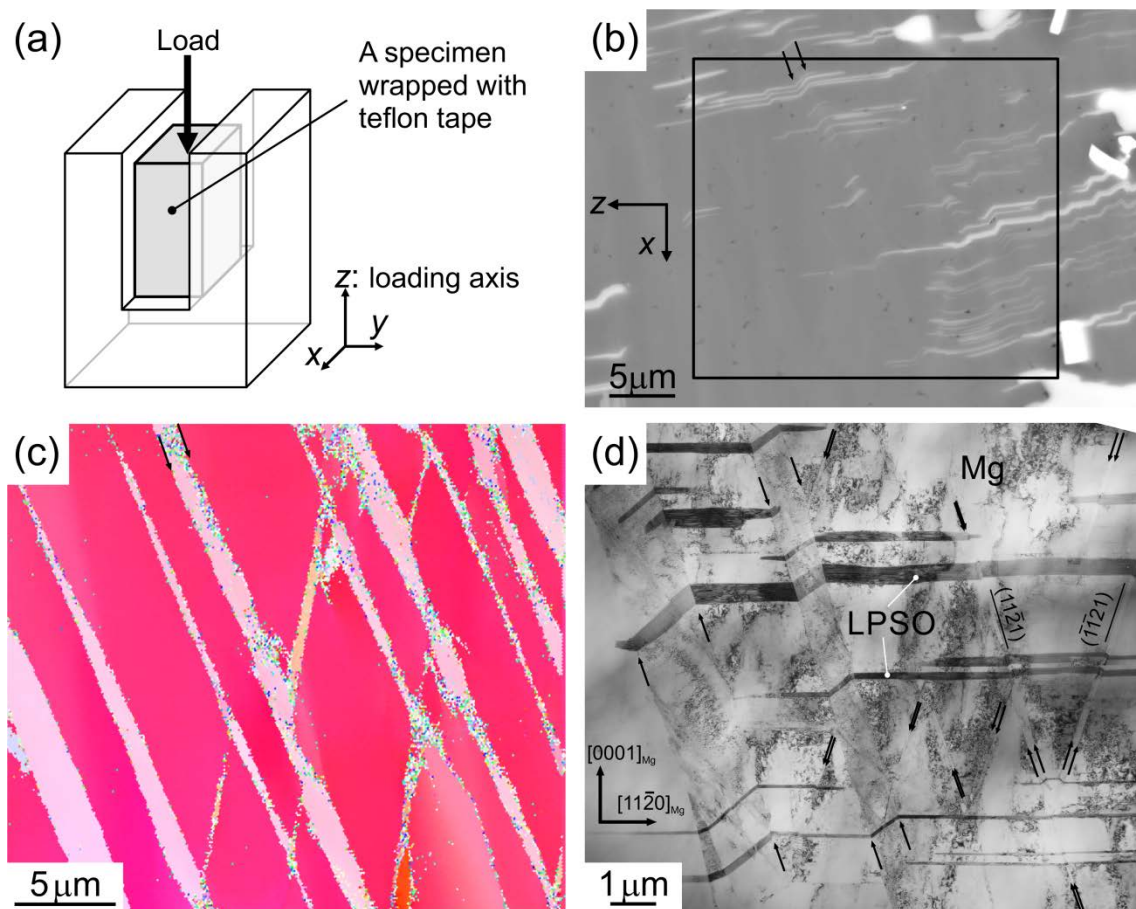 (a)
Load
A specimen
wrapped with
teflon tape
z: loading axis
y
x
(b)
z
x
5μm
(c)
5μm
(d)
Mg
LPSO
(112̄1)
(1̄1̄21)
[0001]Mg
[112̄0]Mg
1μm